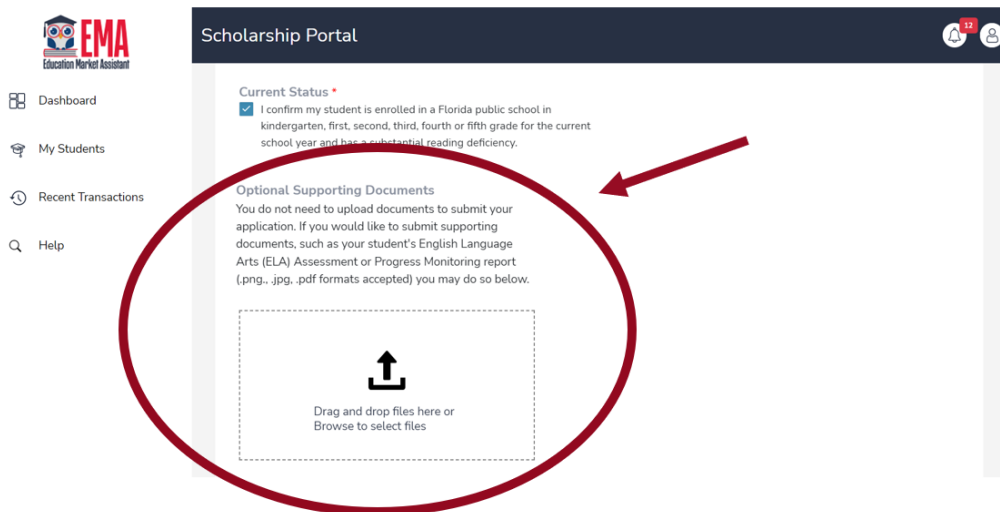 EMA
Education Market Assistant
Scholarship Portal
12
Dashboard
My Students
Recent Transactions
Help
Current Status *
I confirm my student is enrolled in a Florida public school in
kindergarten, first, second, third, fourth or fifth grade for the current
school year and has a substantial reading deficiency.
Optional Supporting Documents
You do not need to upload documents to submit your
application. If you would like to submit supporting
documents, such as your student's English Language
Arts (ELA) Assessment or Progress Monitoring report
(.png., .jpg, .pdf formats accepted) you may do so below.
Drag and drop files here or
Browse to select files